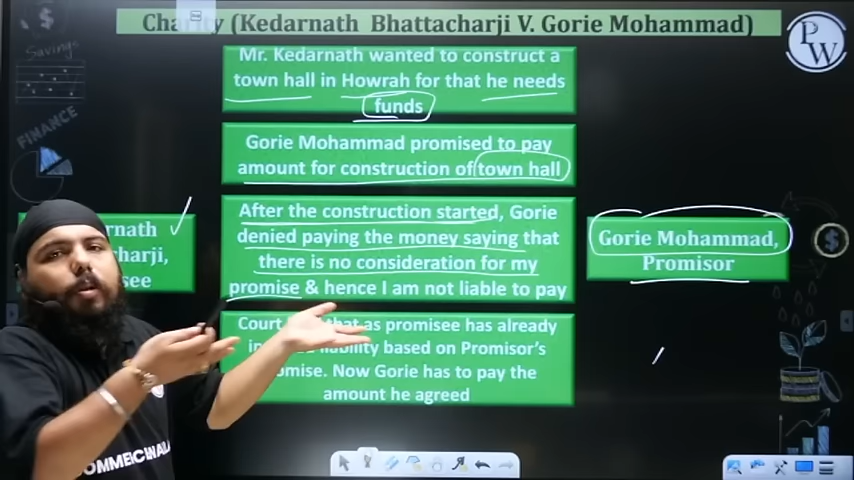 Charity (Kedarnath Bhattacharji V. Gorie Mohammad)
PW
Savings
FINANCE
Mr. Kedarnath wanted to construct a
town hall in Howrah for that he needs
funds
Gorie Mohammad promised to pay
amount for construction of town hall
After the construction started, Gorie
denied paying the money saying that
there is no consideration for my
promise & hence I am not liable to pay
Gorie Mohammad,
Promisor
Court that as promisee has already
liability based on Promisor's
Now Gorie has to pay the
amount he agreed